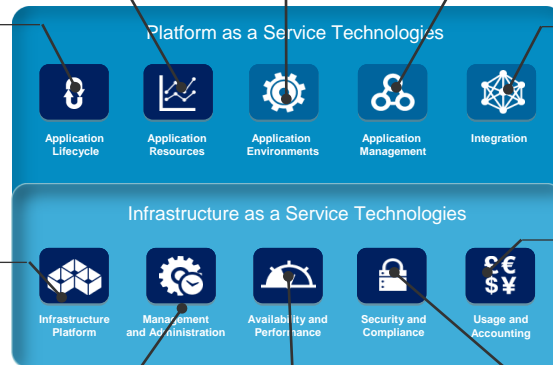 Platform as a Service Technologies
Application
Lifecycle
Application
Resources
Application
Environments
Application
Management
Integration
Infrastructure as a Service Technologies
Infrastructure
Platform
Management
and Administration
Availability and
Performance
Security and
Compliance
Usage and
Accounting
£€
$¥